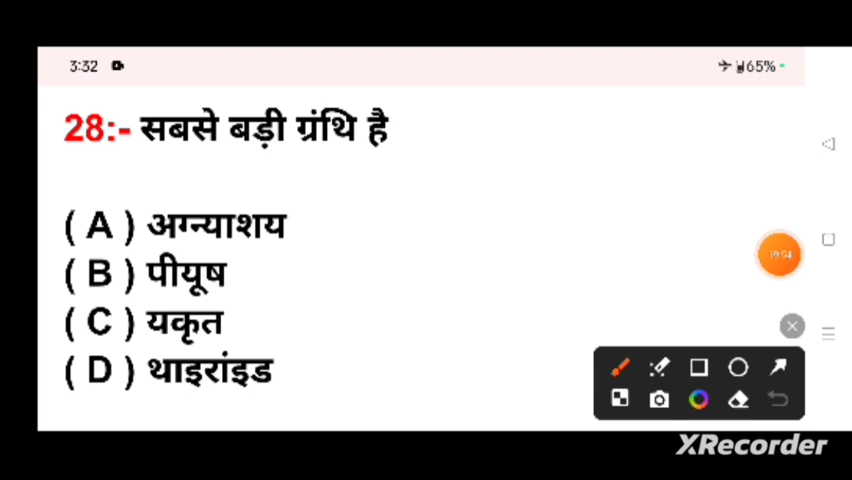 3:32 65%
28:- सबसे बड़ी ग्रंथि है
( A ) अग्न्याशय
( B ) पीयूष
( C ) यकृत
( D ) थाइरांइड
XRecorder